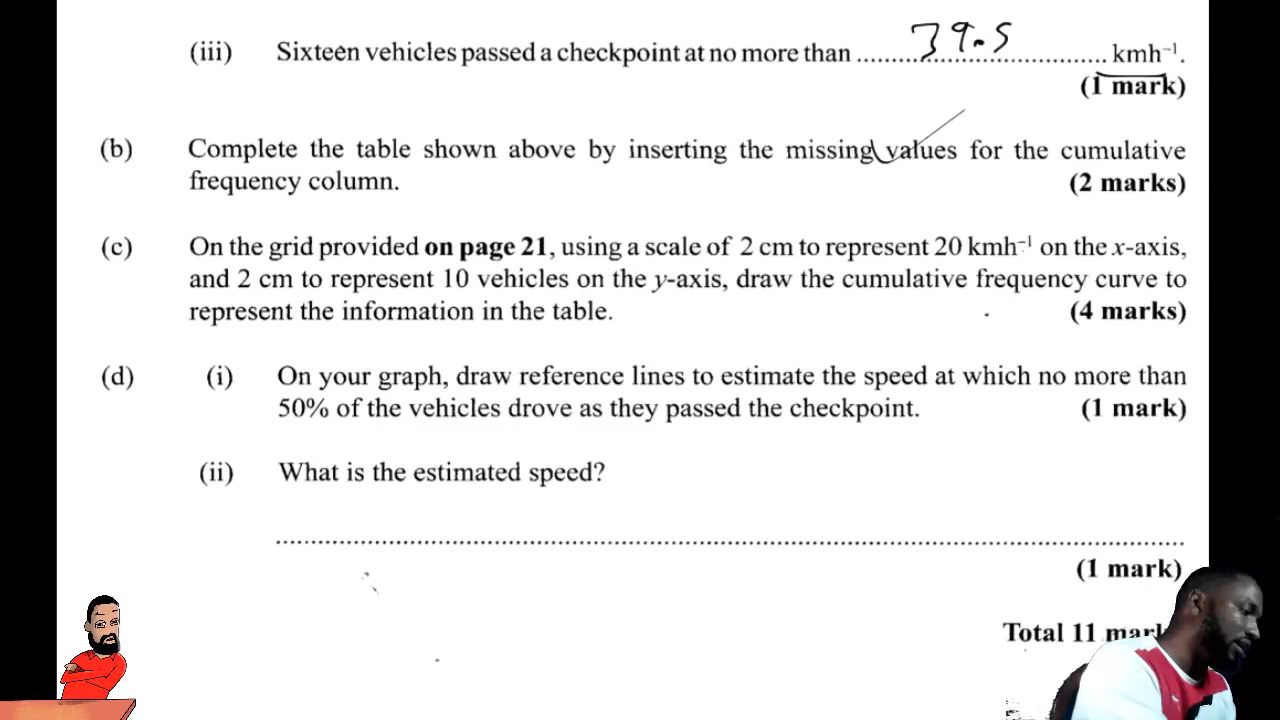 (iii) Sixteen vehicles passed a checkpoint at no more than ........39.5........ kmh⁻¹.
(1 mark)
(b) Complete the table shown above by inserting the missing values for the cumulative
frequency column. (2 marks)
(c) On the grid provided on page 21, using a scale of 2 cm to represent 20 kmh⁻¹ on the x-axis,
and 2 cm to represent 10 vehicles on the y-axis, draw the cumulative frequency curve to
represent the information in the table. (4 marks)
(d) (i) On your graph, draw reference lines to estimate the speed at which no more than
50% of the vehicles drove as they passed the checkpoint. (1 mark)
(ii) What is the estimated speed?
(1 mark)
Total 11 mark